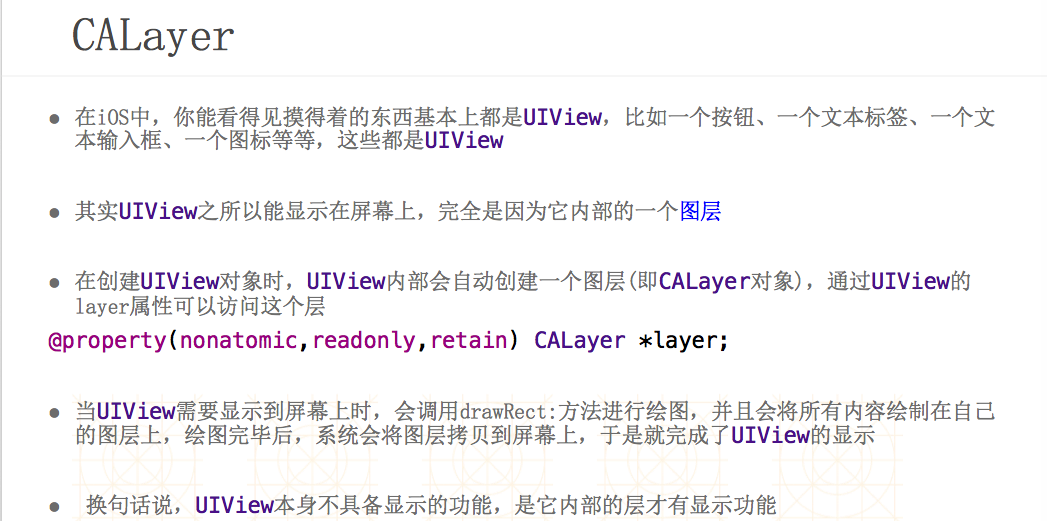 CALayer
● 在iOS中，你能看得见摸得着的东西基本上都是UIView，比如一个按钮、一个文本标签、一个文
本输入框、一个图标等等，这些都是UIView
● 其实UIView之所以能显示在屏幕上，完全是因为它内部的一个图层
● 在创建UIView对象时，UIView内部会自动创建一个图层(即CALayer对象)，通过UIView的
layer属性可以访问这个层
@property(nonatomic,readonly,retain) CALayer *layer;
● 当UIView需要显示到屏幕上时，会调用drawRect:方法进行绘图，并且会将所有内容绘制在自己
的图层上，绘图完毕后，系统会将图层拷贝到屏幕上，于是就完成了UIView的显示
● 换句话说，UIView本身不具备显示的功能，是它内部的层才有显示功能